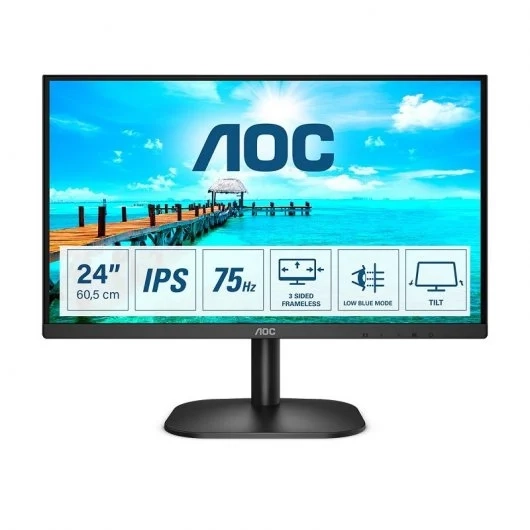 AOC
24"
60,5 cm
IPS
75Hz
3 SIDED
FRAMELESS
LOW BLUE MODE
TILT
AOC